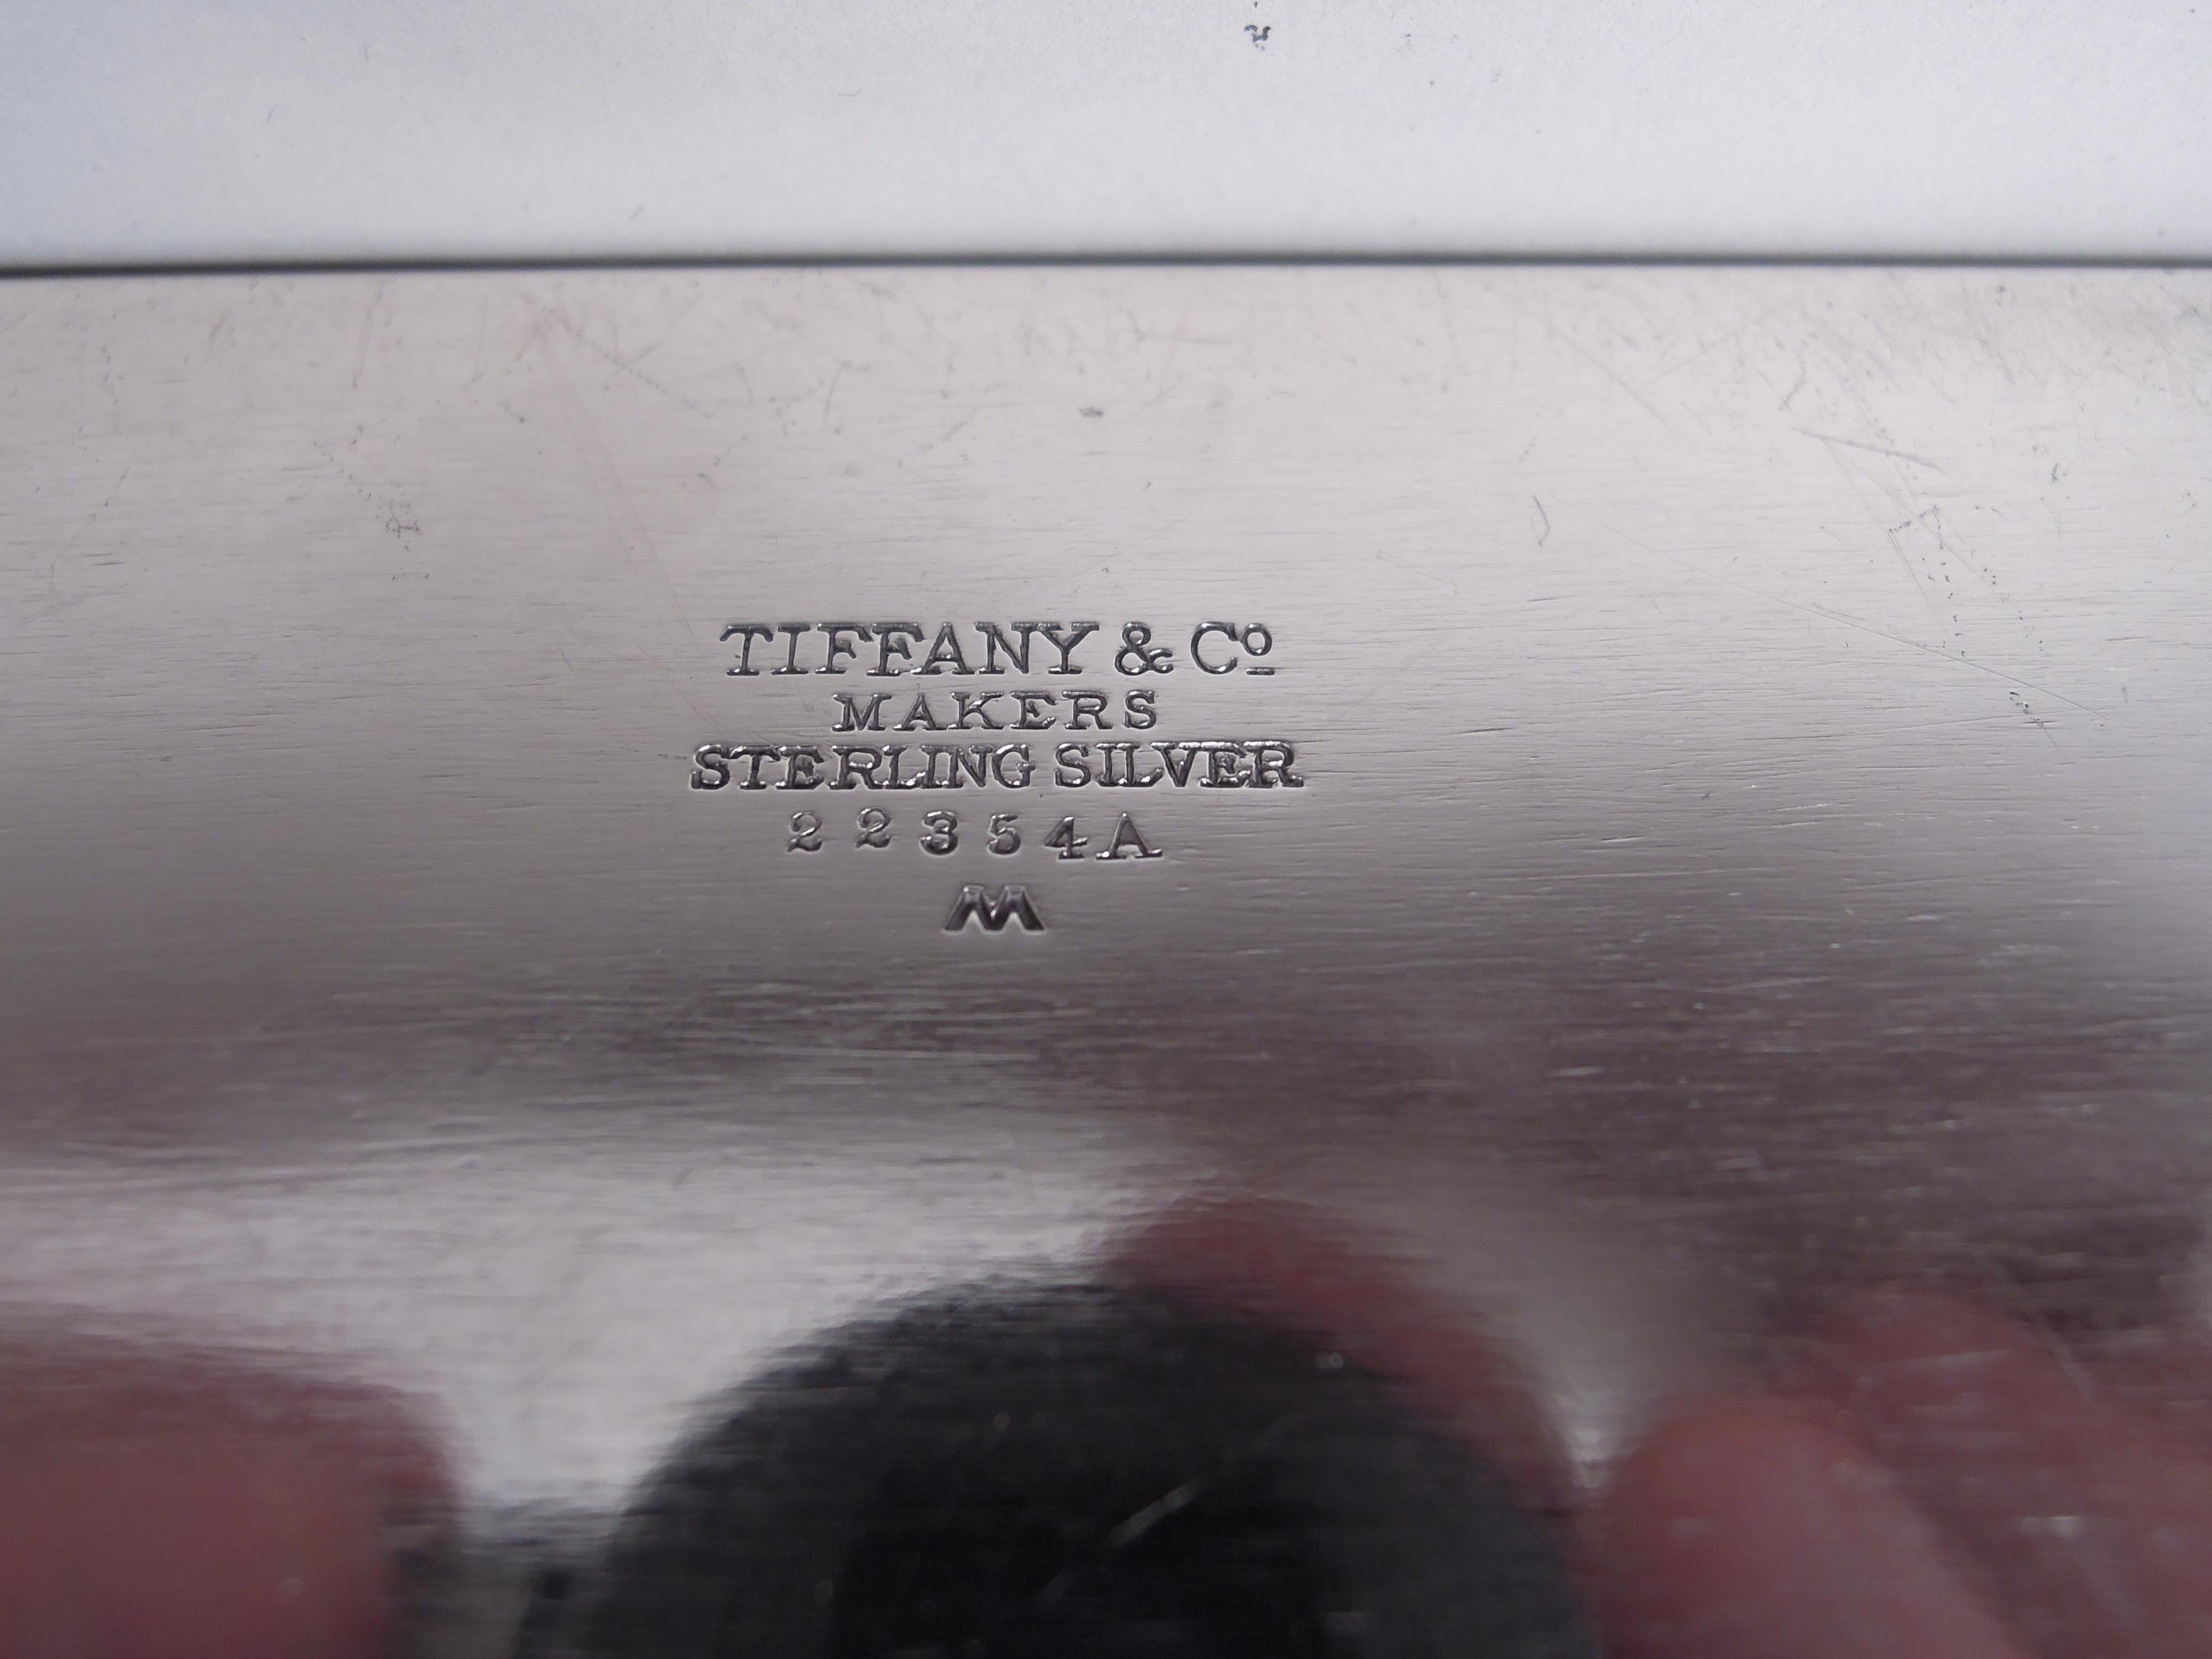 TIFFANY & Cº
MAKERS
STERLING SILVER
22354A
M